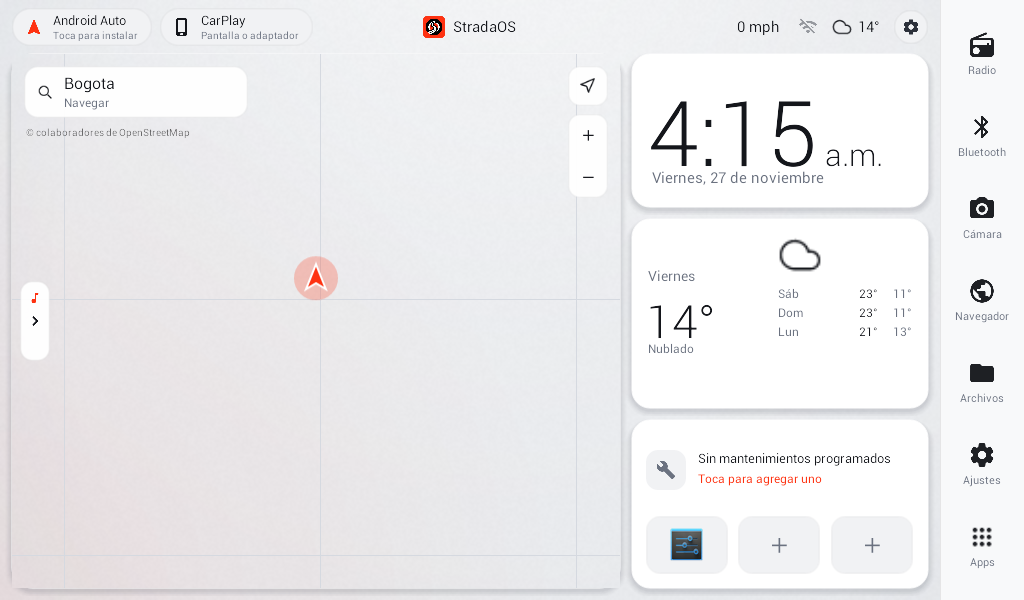 Android Auto
Toca para instalar
CarPlay
Pantalla o adaptador
StradaOS
0 mph
14°
Bogota
Navegar
© colaboradores de OpenStreetMap
+
−
4:15 a.m.
Viernes, 27 de noviembre
Viernes
14°
Nublado
Sáb 23° 11°
Dom 23° 11°
Lun 21° 13°
Sin mantenimientos programados
Toca para agregar uno
+
+
Radio
Bluetooth
Cámara
Navegador
Archivos
Ajustes
Apps